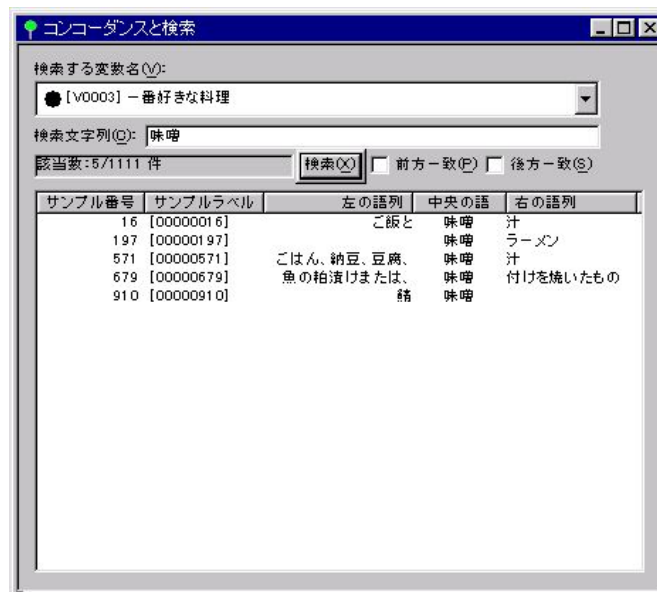 コンコーダンスと検索
検索する変数名(V):
[V0003] 一番好きな料理
検索文字列(C): 味噌
該当数:5/1111 件 検索(X) 前方一致(P) 後方一致(S)
サンプル番号 サンプルラベル 左の語列 中央の語 右の語列
16 [00000016] ご飯と 味噌 汁
197 [00000197] 味噌 ラーメン
571 [00000571] ごはん、納豆、豆腐、 味噌 汁
679 [00000679] 魚の粕漬けまたは、 味噌 付けを焼いたもの
910 [00000910] 鯖 味噌